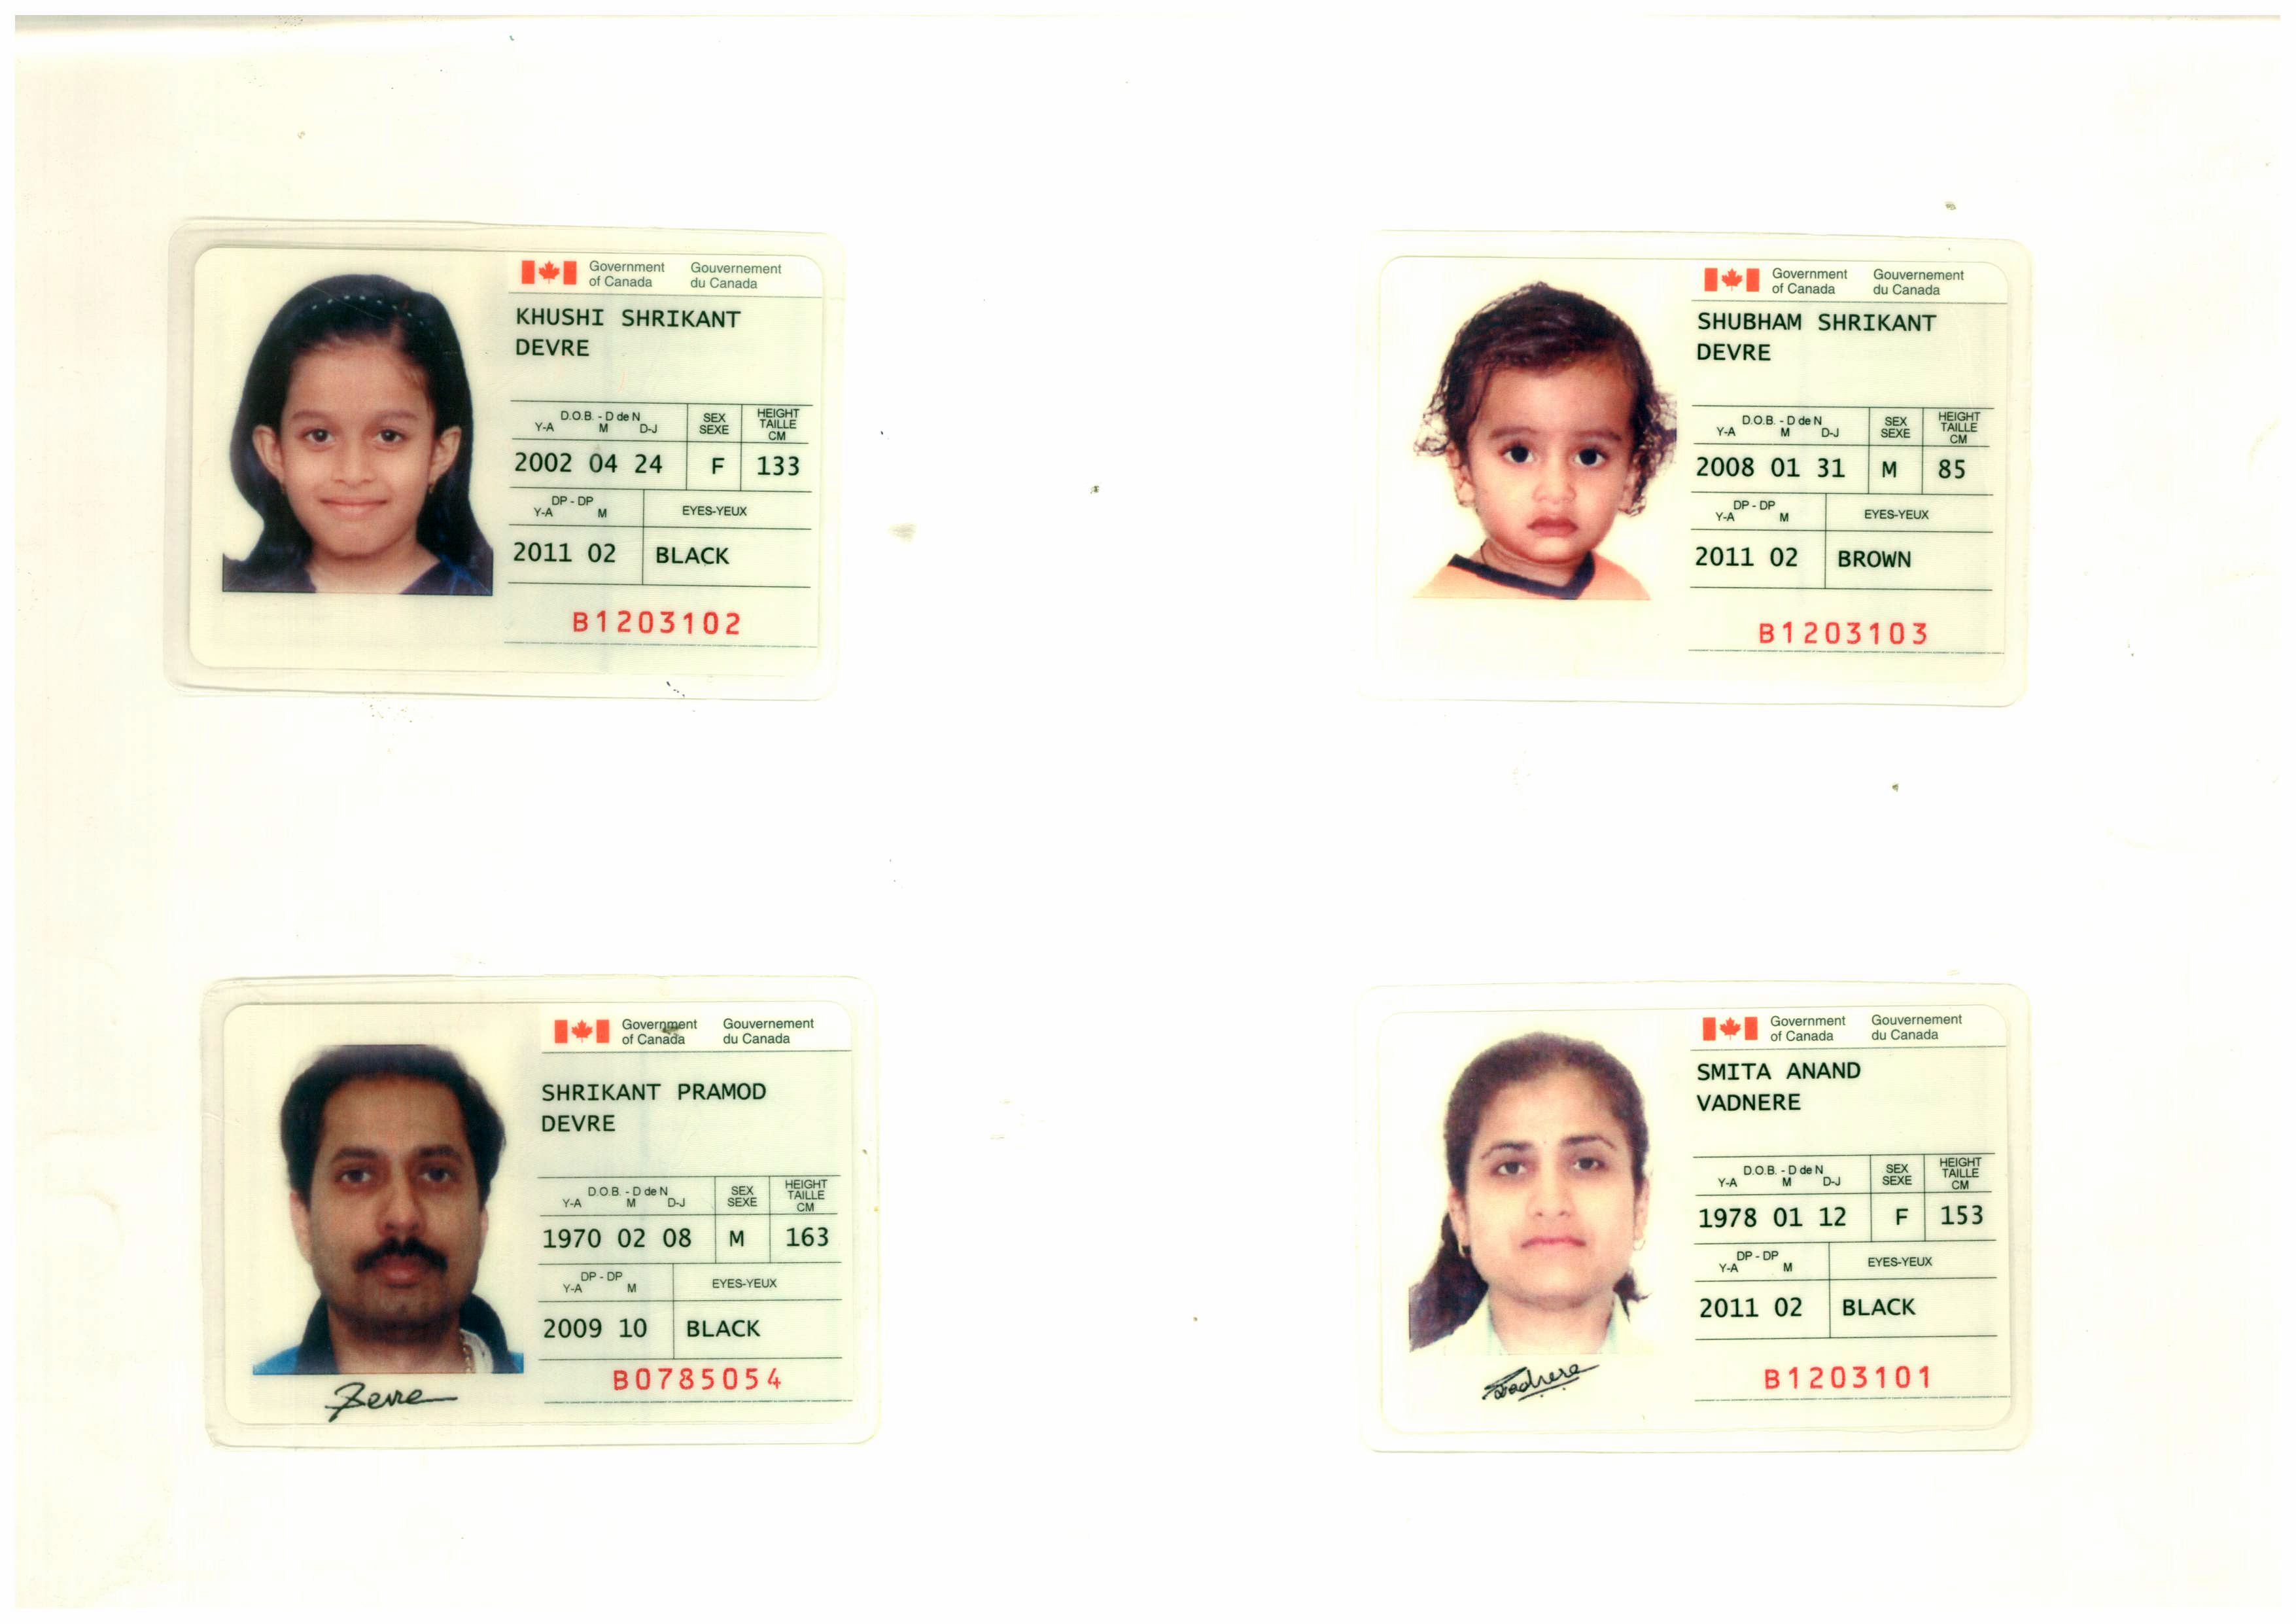 Government Gouvernement
of Canada du Canada
KHUSHI SHRIKANT
DEVRE
D.O.B. - D de N SEX HEIGHT
Y-A M D-J SEXE TAILLE
CM
2002 04 24 F 133
DP - DP
Y-A M EYES-YEUX
2011 02 BLACK
B1203102
Government Gouvernement
of Canada du Canada
SHUBHAM SHRIKANT
DEVRE
D.O.B. - D de N SEX HEIGHT
Y-A M D-J SEXE TAILLE
CM
2008 01 31 M 85
DP - DP
Y-A M EYES-YEUX
2011 02 BROWN
B1203103
Government Gouvernement
of Canada du Canada
SHRIKANT PRAMOD
DEVRE
D.O.B. - D de N SEX HEIGHT
Y-A M D-J SEXE TAILLE
CM
1970 02 08 M 163
DP - DP
Y-A M EYES-YEUX
2009 10 BLACK
B0785054
Devre
Government Gouvernement
of Canada du Canada
SMITA ANAND
VADNERE
D.O.B. - D de N SEX HEIGHT
Y-A M D-J SEXE TAILLE
CM
1978 01 12 F 153
DP - DP
Y-A M EYES-YEUX
2011 02 BLACK
B1203101